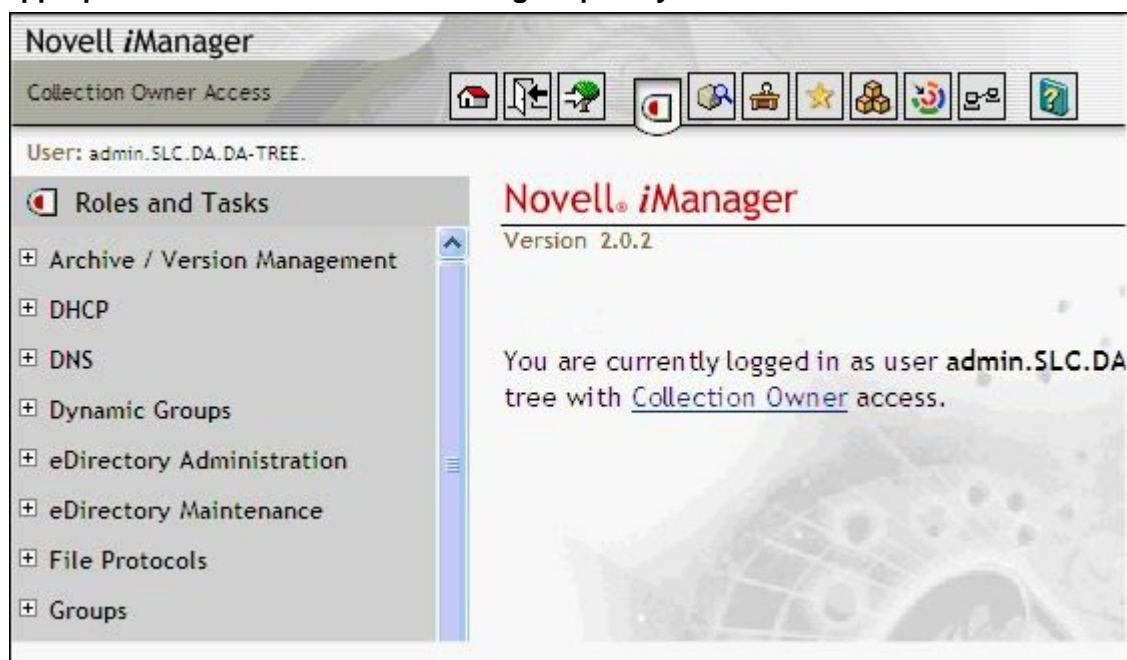 Novell iManager
Collection Owner Access
User: admin.SLC.DA.DA-TREE.
Roles and Tasks
Archive / Version Management
DHCP
DNS
Dynamic Groups
eDirectory Administration
eDirectory Maintenance
File Protocols
Groups
Novell® iManager
Version 2.0.2
You are currently logged in as user admin.SLC.DA
tree with Collection Owner access.